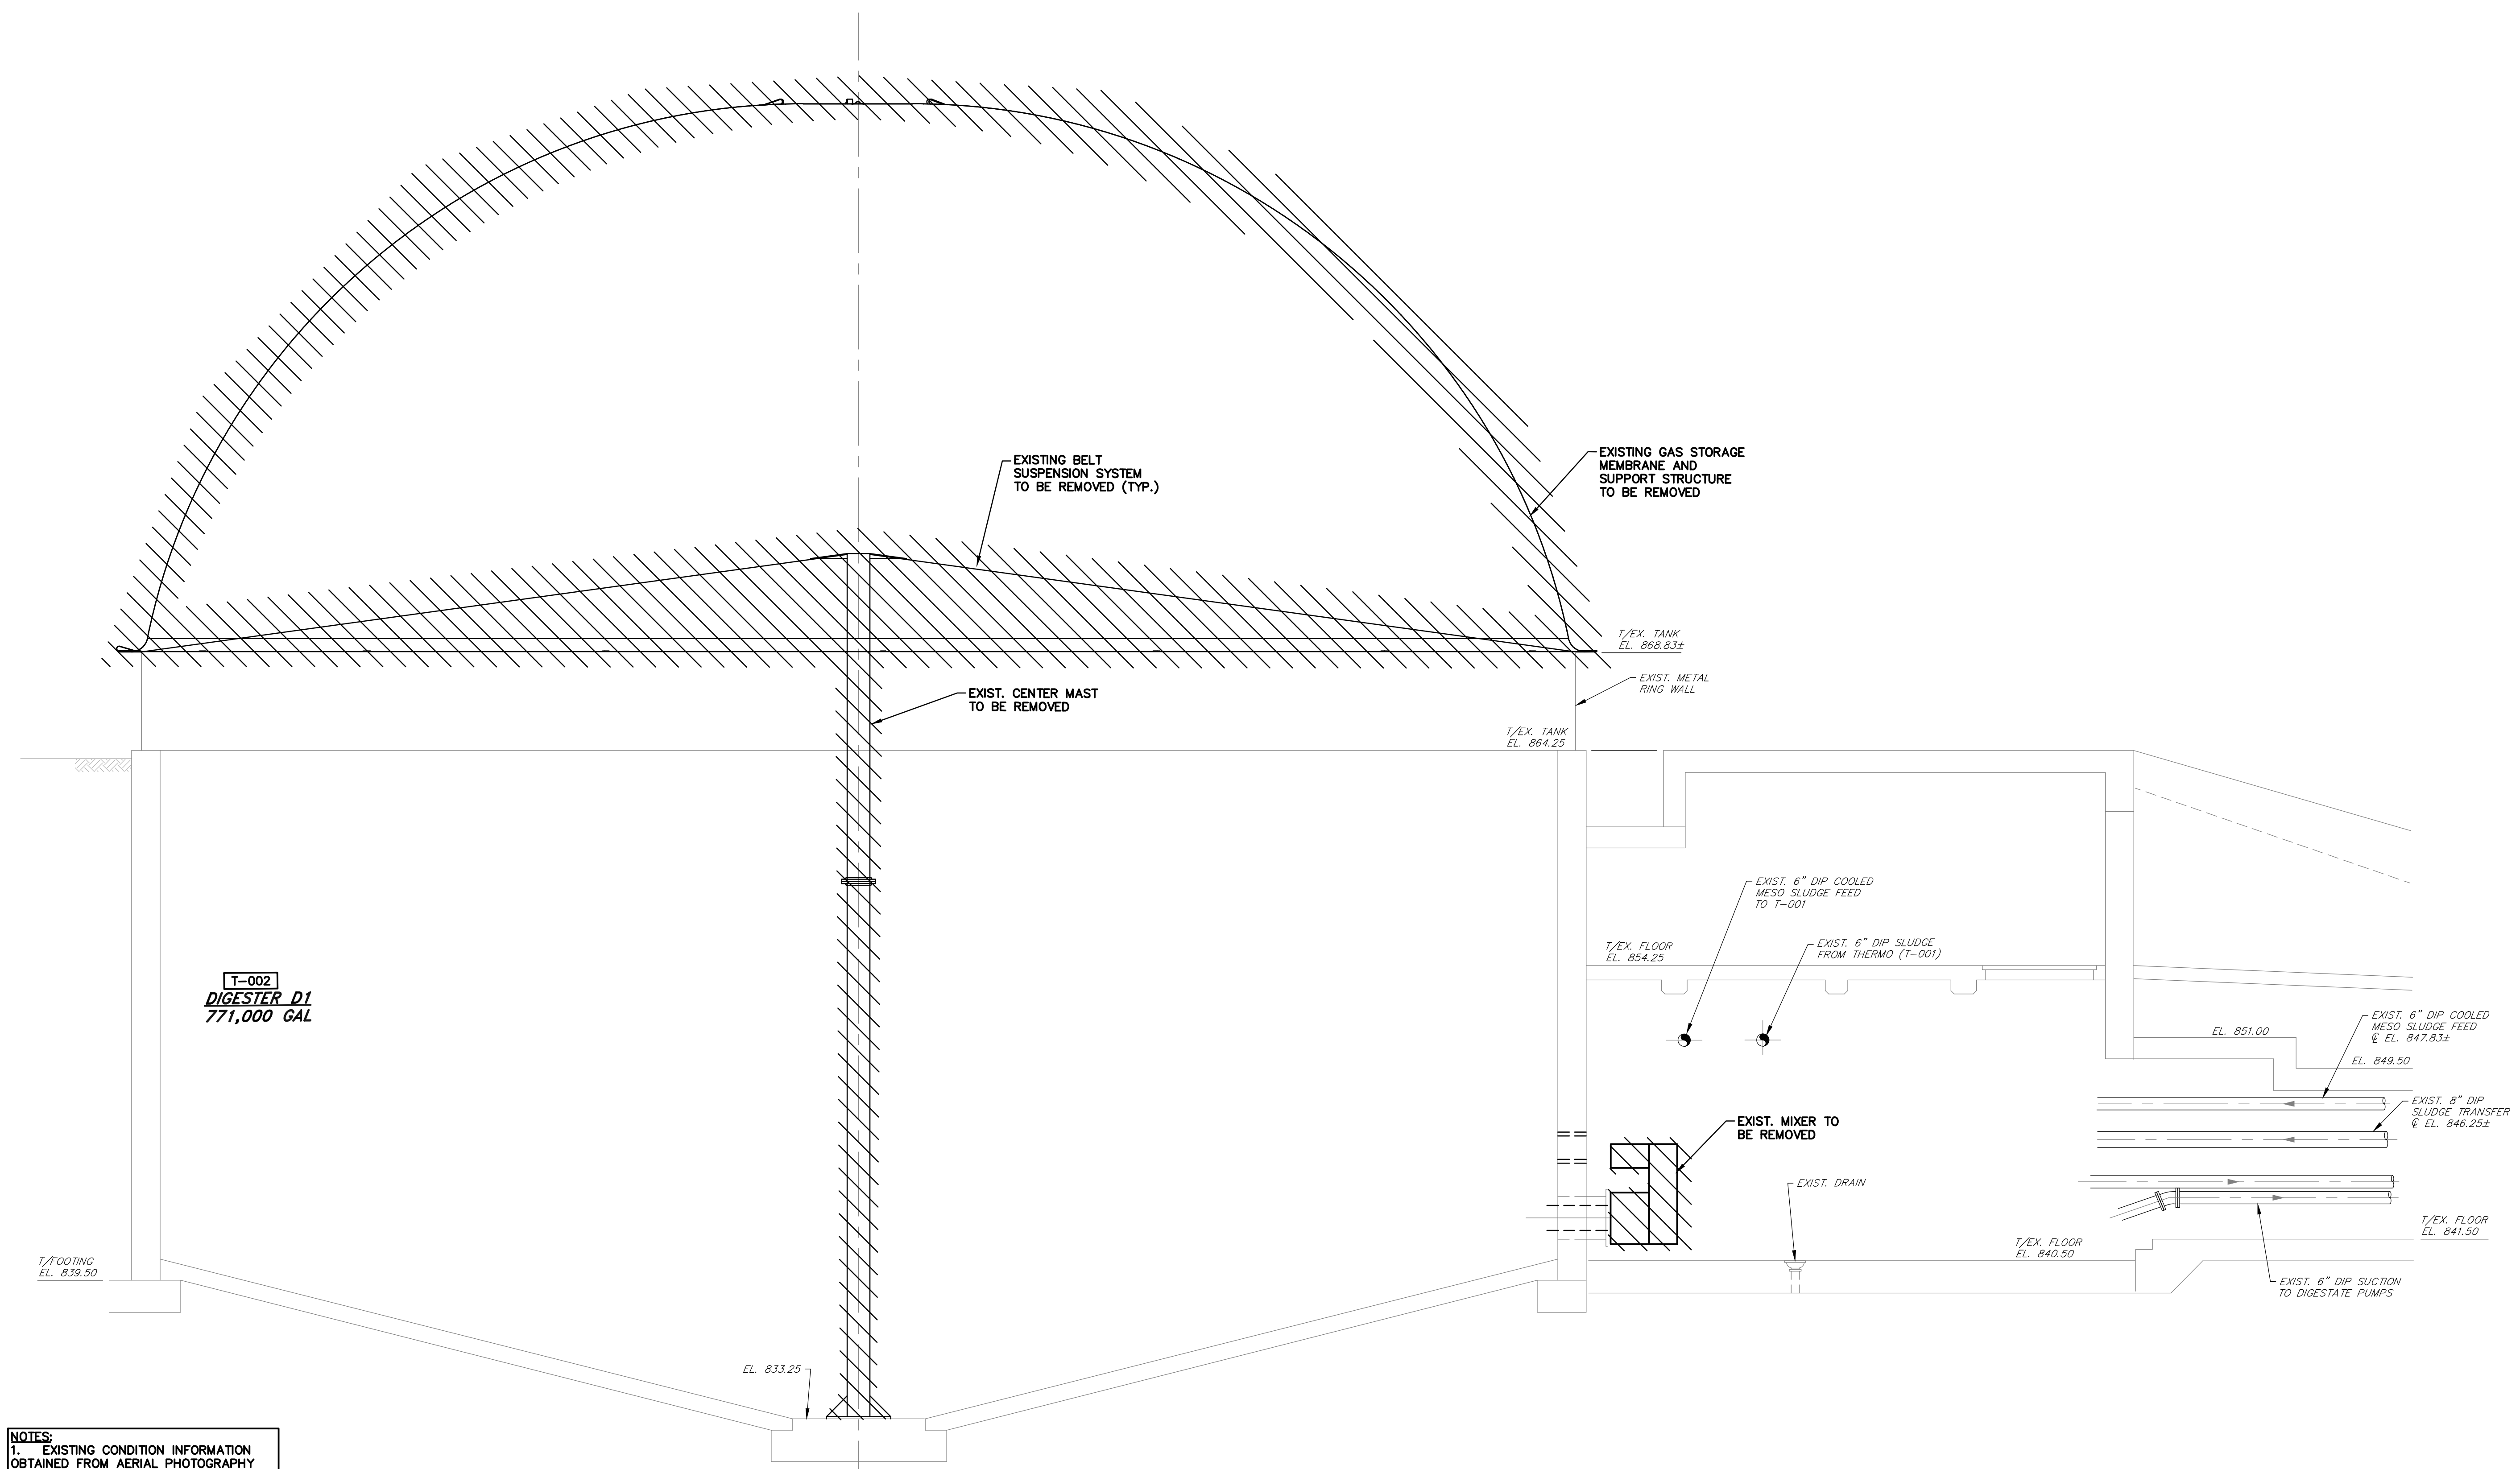 EXISTING BELT
SUSPENSION SYSTEM
TO BE REMOVED (TYP.)
EXISTING GAS STORAGE
MEMBRANE AND
SUPPORT STRUCTURE
TO BE REMOVED
T/EX. TANK
EL. 868.83±
EXIST. METAL
RING WALL
EXIST. CENTER MAST
TO BE REMOVED
T/EX. TANK
EL. 864.25
EXIST. 6" DIP COOLED
MESO SLUDGE FEED
TO T-001
T/EX. FLOOR
EL. 854.25
EXIST. 6" DIP SLUDGE
FROM THERMO (T-001)
T-002
DIGESTER D1
771,000 GAL
EL. 851.00
EXIST. 6" DIP COOLED
MESO SLUDGE FEED
℄ EL. 847.83±
EL. 849.50
EXIST. 8" DIP
SLUDGE TRANSFER
℄ EL. 846.25±
EXIST. MIXER TO
BE REMOVED
EXIST. DRAIN
T/EX. FLOOR
EL. 841.50
T/EX. FLOOR
EL. 840.50
T/FOOTING
EL. 839.50
EXIST. 6" DIP SUCTION
TO DIGESTATE PUMPS
EL. 833.25
NOTES:
1. EXISTING CONDITION INFORMATION
OBTAINED FROM AERIAL PHOTOGRAPHY